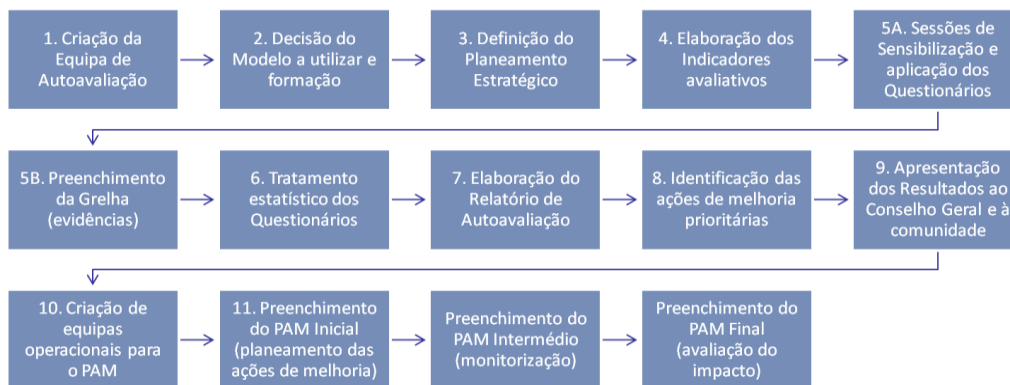 1. Criação da
Equipa de
Autoavaliação
2. Decisão do
Modelo a utilizar e
formação
3. Definição do
Planeamento
Estratégico
4. Elaboração dos
Indicadores
avaliativos
5A. Sessões de
Sensibilização e
aplicação dos
Questionários
5B. Preenchimento
da Grelha
(evidências)
6. Tratamento
estatístico dos
Questionários
7. Elaboração do
Relatório de
Autoavaliação
8. Identificação das
ações de melhoria
prioritárias
9. Apresentação
dos Resultados ao
Conselho Geral e à
comunidade
10. Criação de
equipas
operacionais para
o PAM
11. Preenchimento
do PAM Inicial
(planeamento das
ações de melhoria)
Preenchimento do
PAM Intermédio
(monitorização)
Preenchimento do
PAM Final
(avaliação do
impacto)